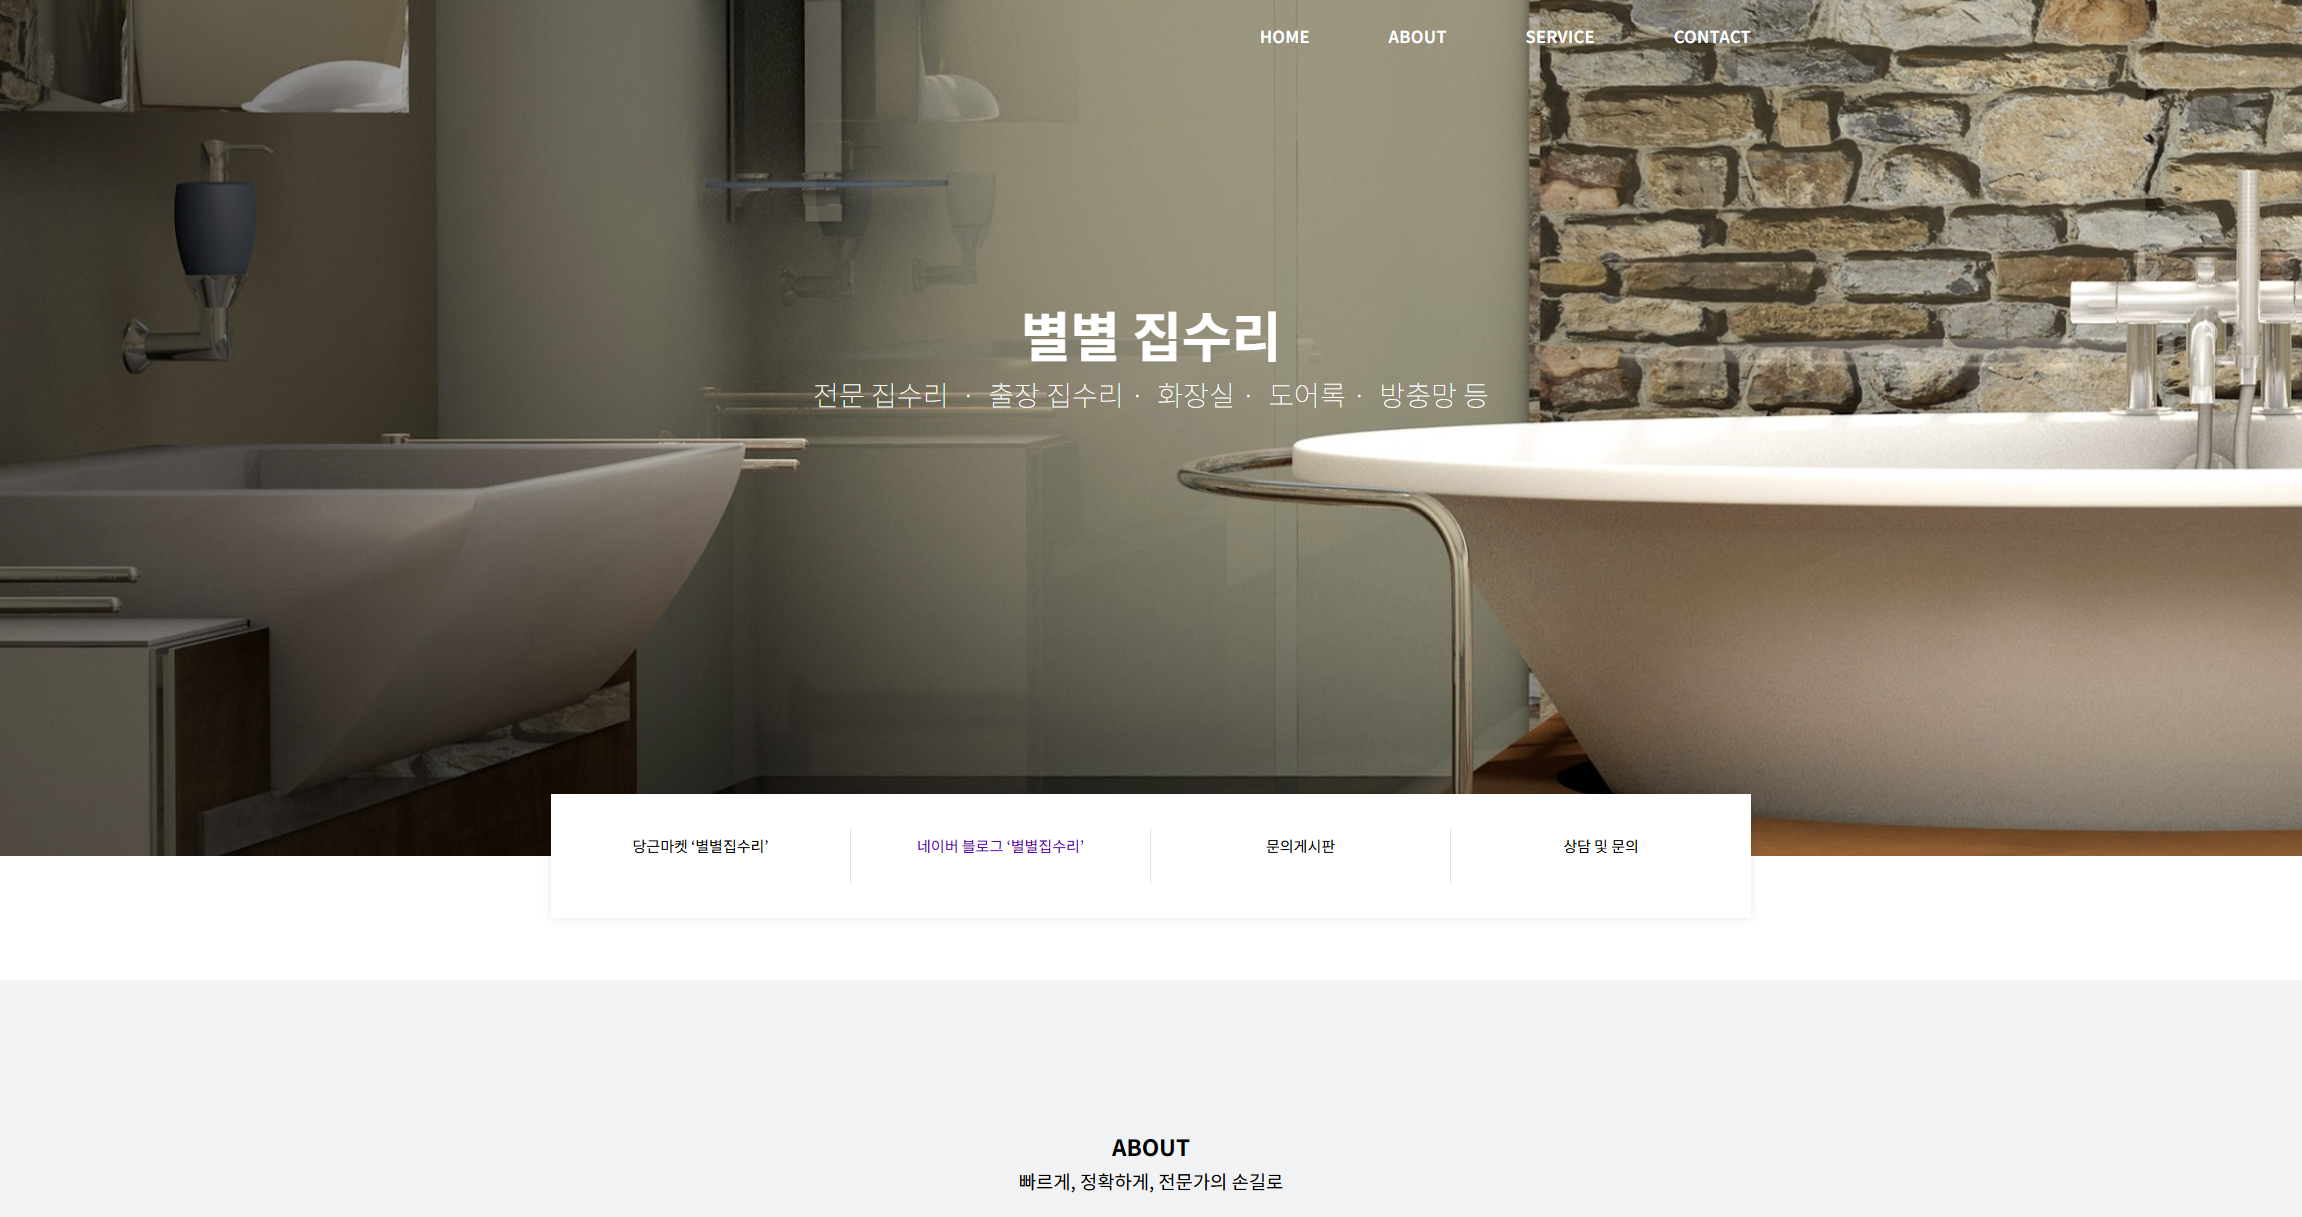 HOME ABOUT SERVICE CONTACT
별별 집수리
전문 집수리 · 출장 집수리 · 화장실 · 도어록 · 방충망 등
당근마켓 ‘별별집수리’ 네이버 블로그 ‘별별집수리’ 문의게시판 상담 및 문의
ABOUT
빠르게, 정확하게, 전문가의 손길로